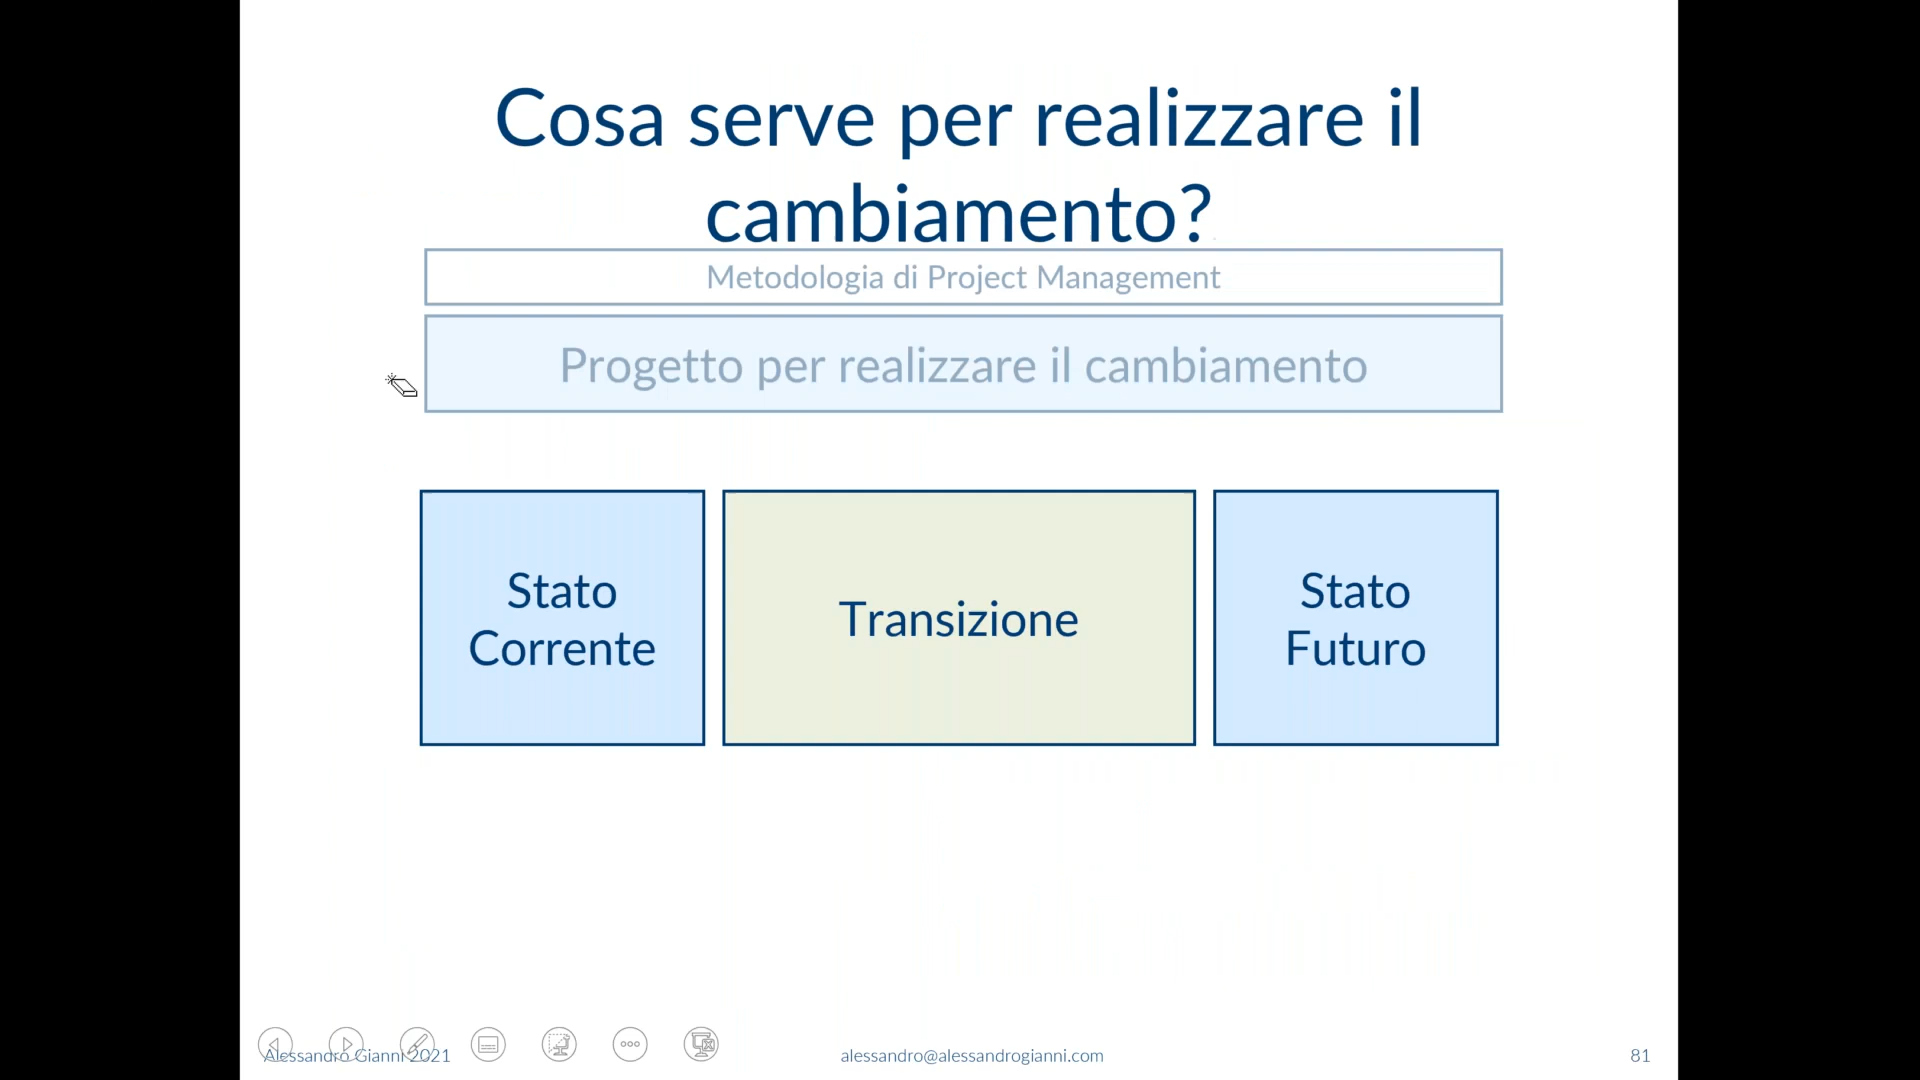 Cosa serve per realizzare il
cambiamento?
Metodologia di Project Management
Progetto per realizzare il cambiamento
Stato
Corrente
Transizione
Stato
Futuro
Alessandro Gianni 2021
alessandro@alessandrogianni.com
81